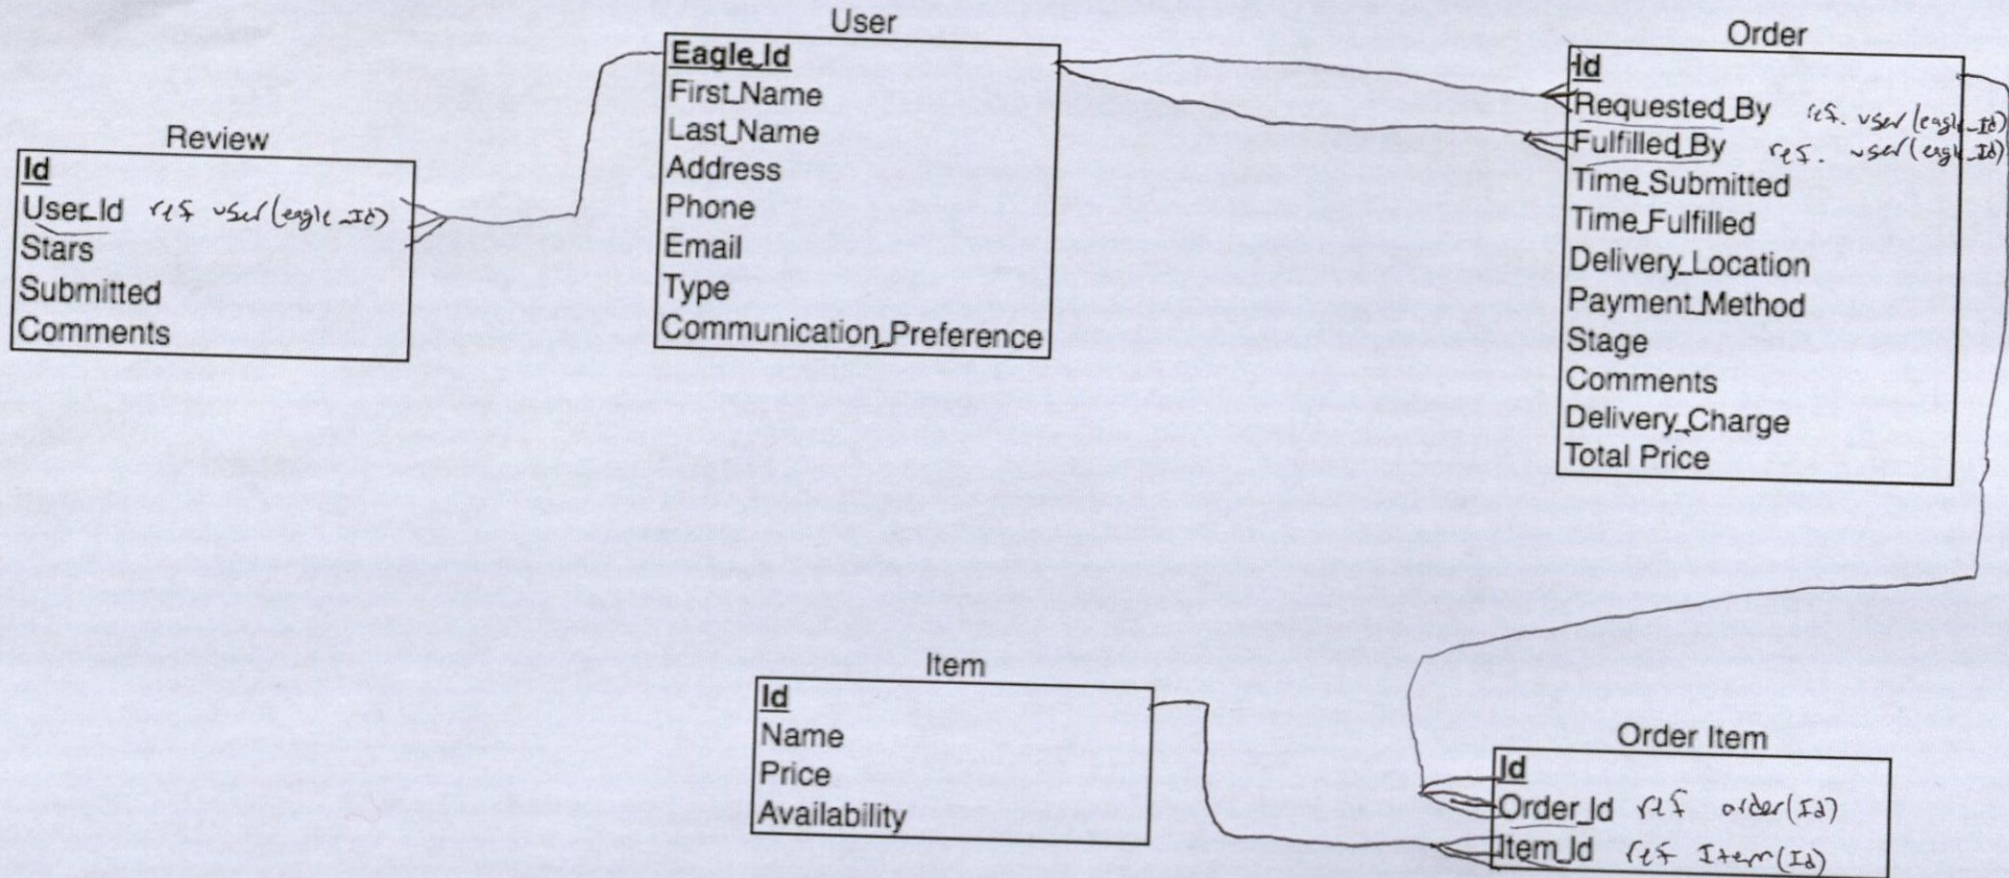 User
Eagle_Id
First_Name
Last_Name
Address
Phone
Email
Type
Communication_Preference
Order
Id
Requested_By ref. user(eagle_Id)
Fulfilled_By ref. user(eagle_Id)
Time_Submitted
Time_Fulfilled
Delivery_Location
Payment_Method
Stage
Comments
Delivery_Charge
Total Price
Review
Id
User_Id ref user(eagle_Id)
Stars
Submitted
Comments
Item
Id
Name
Price
Availability
Order Item
Id
Order_Id ref order(Id)
Item_Id ref Item(Id)